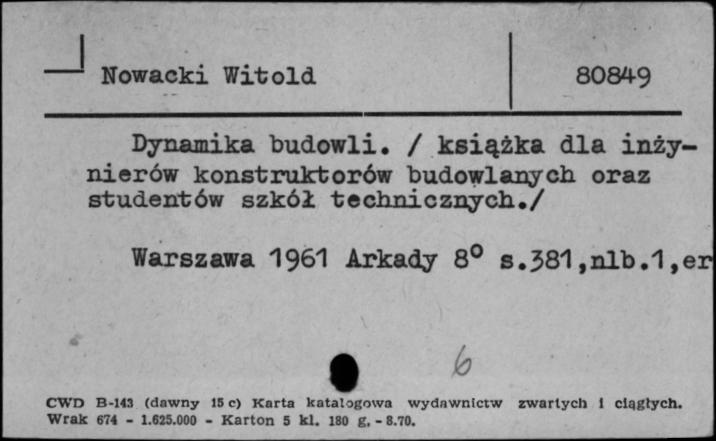 Nowacki Witold 80849
Dynamika budowli. / książka dla inży-
nierów konstruktorów budowlanych oraz
studentów szkół technicznych./
Warszawa 1961 Arkady 8° s.381,nlb.1,er
6
CWD B-143 (dawny 15 c) Karta katalogowa wydawnictw zwartych i ciągłych.
Wrak 674 - 1.625.000 - Karton 5 kl. 180 g. - 8.70.